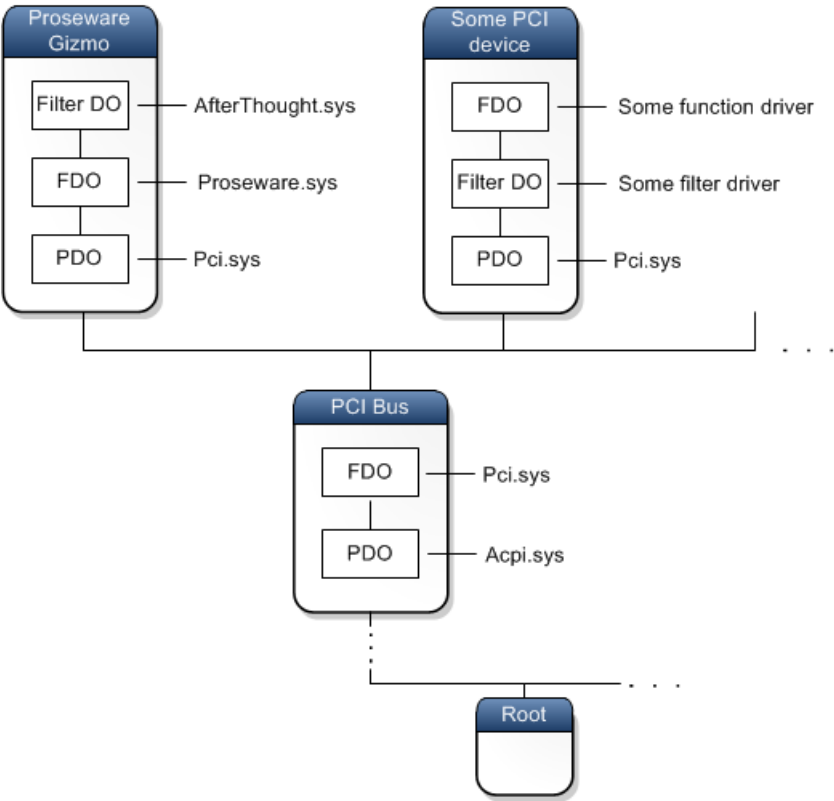 Proseware
Gizmo
Filter DO
AfterThought.sys
FDO
Proseware.sys
PDO
Pci.sys
Some PCI
device
FDO
Some function driver
Filter DO
Some filter driver
PDO
Pci.sys
. . .
PCI Bus
FDO
Pci.sys
PDO
Acpi.sys
. . .
Root